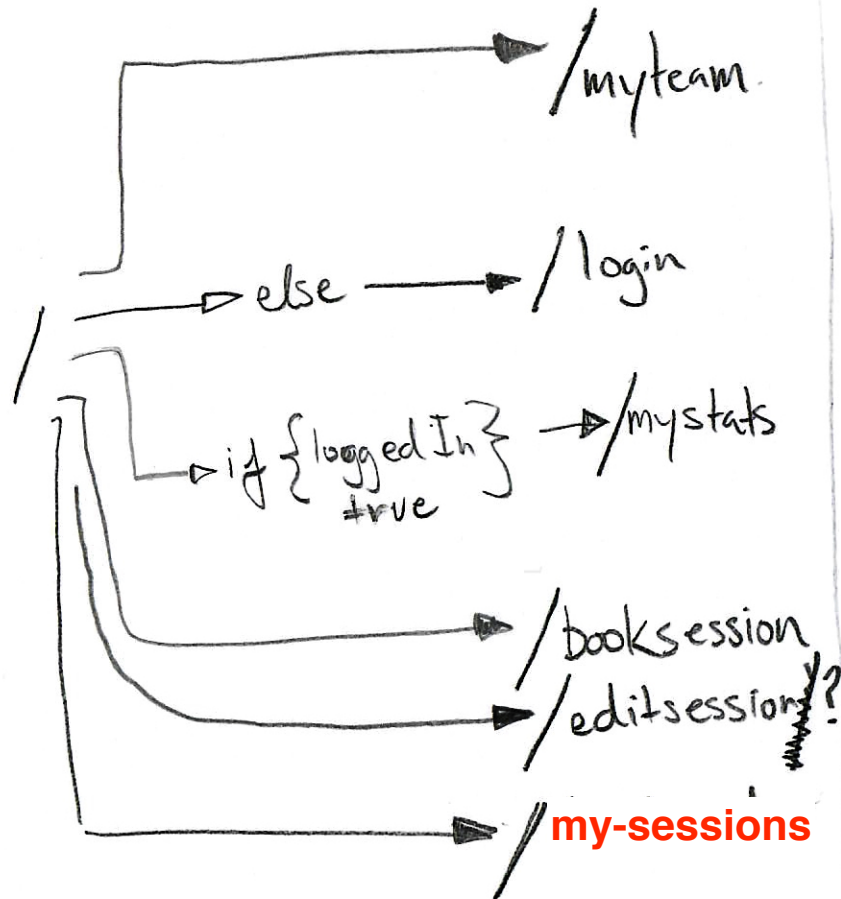 /myteam.
/
else
/login
if {loggedIn}
true
/mystats
/booksession
/editsession/?
/my-sessions